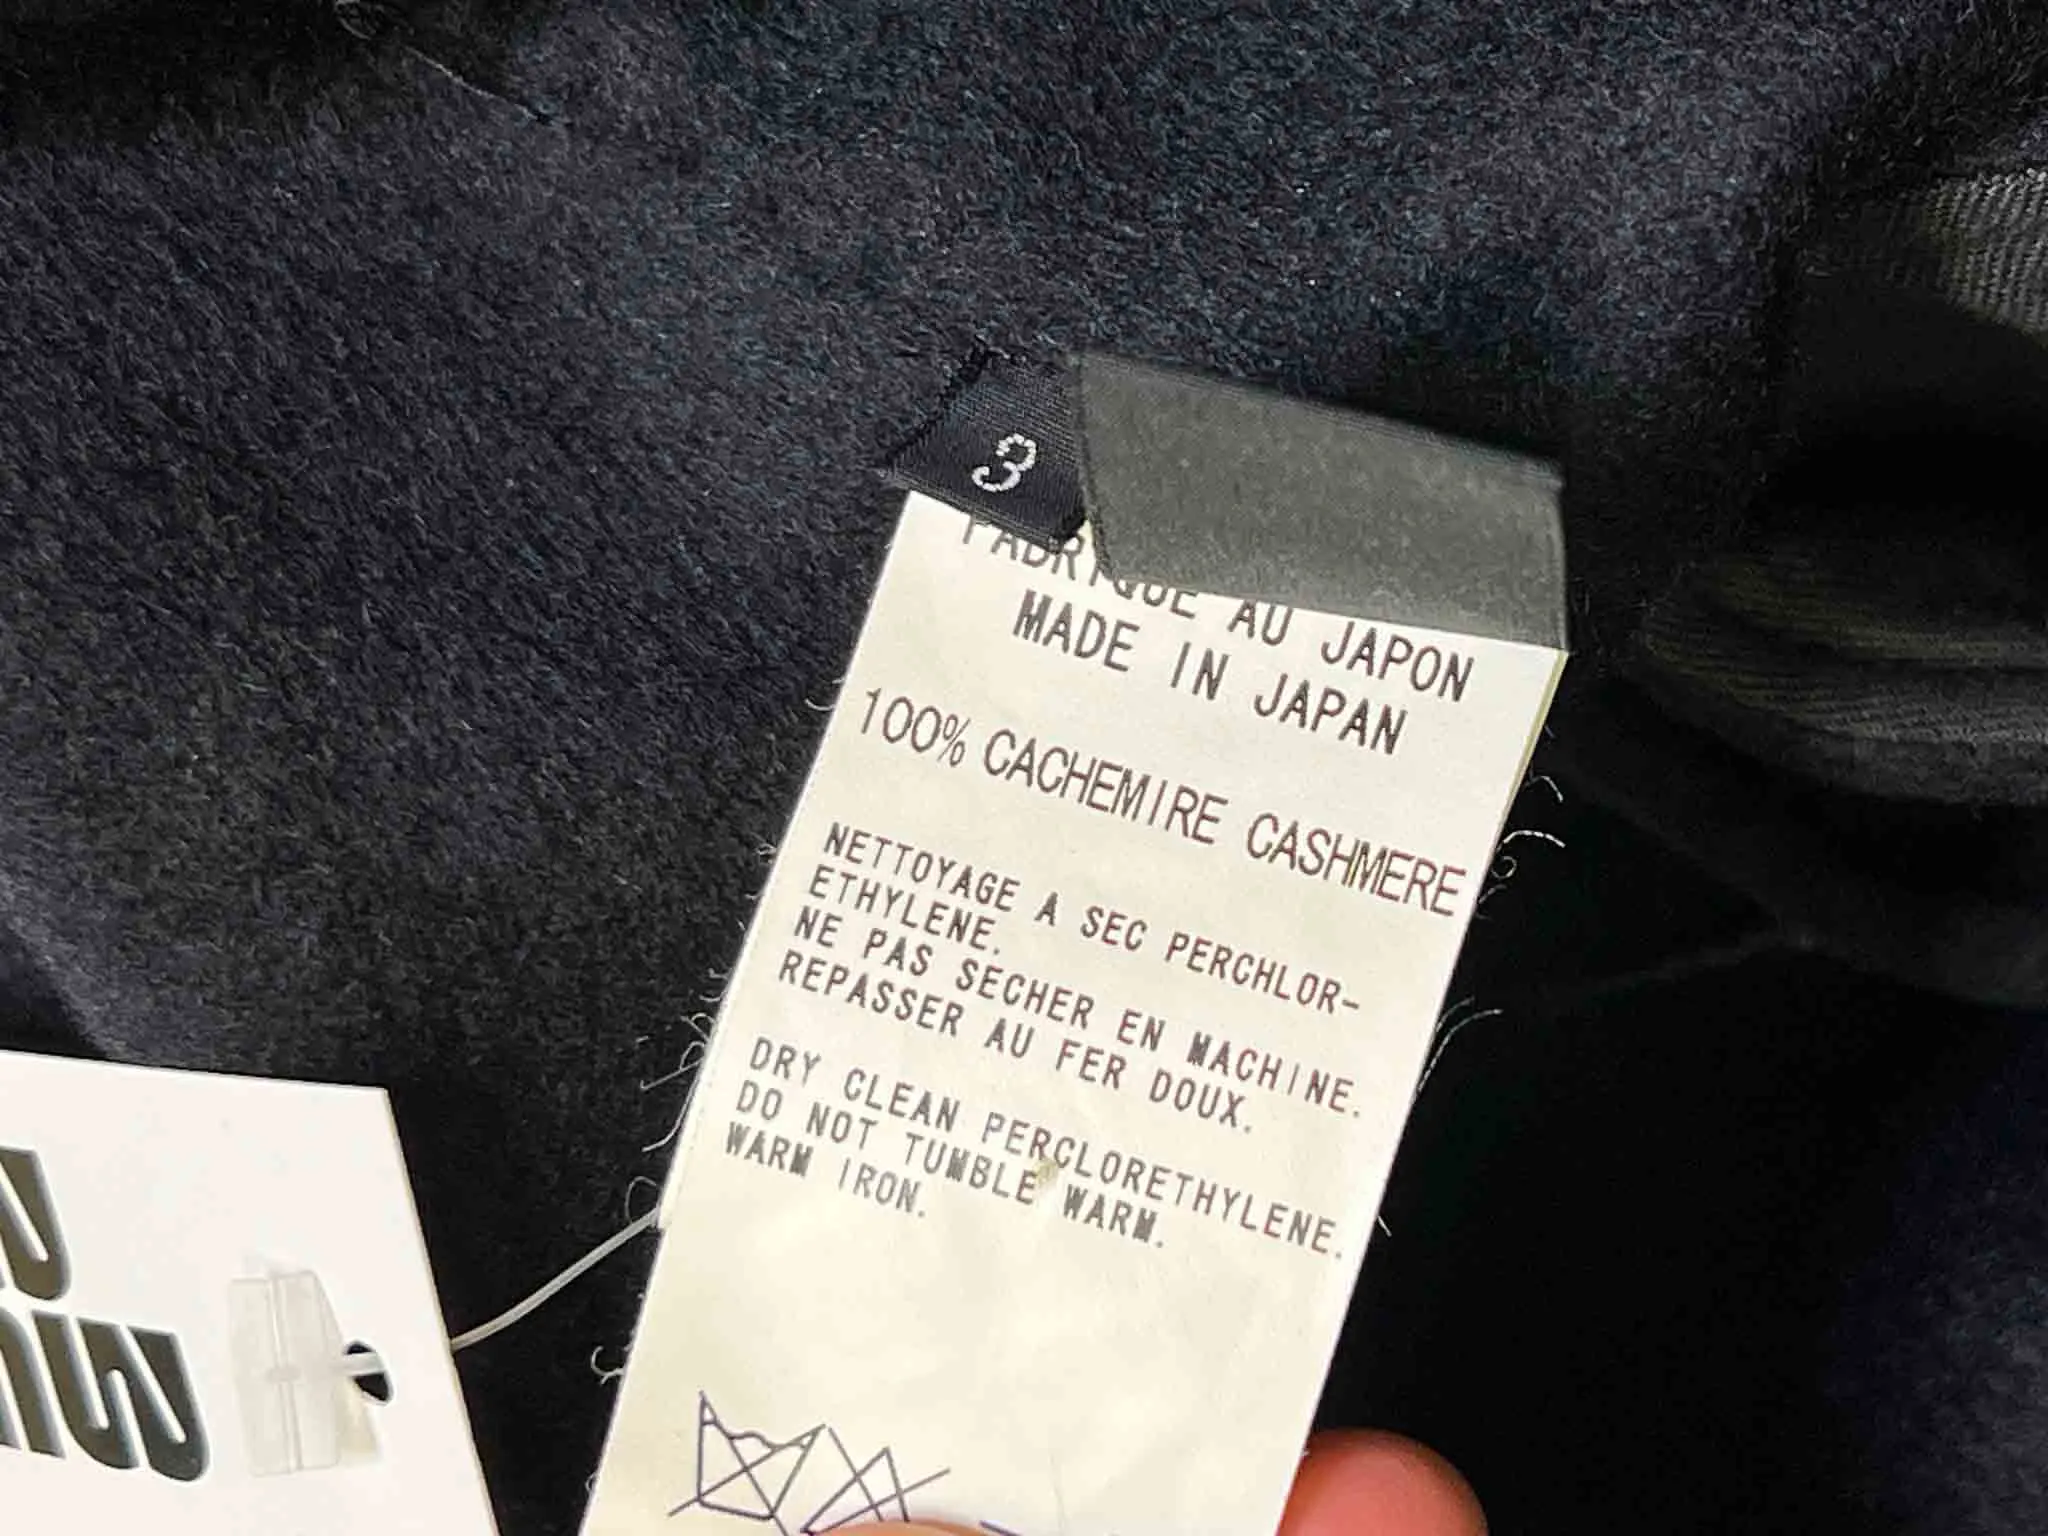 3
FABRIQUE AU JAPON
MADE IN JAPAN
100% CACHEMIRE CASHMERE
NETTOYAGE A SEC PERCHLOR-
ETHYLENE.
NE PAS SECHER EN MACHINE.
REPASSER AU FER DOUX.
DRY CLEAN PERCLORETHYLENE.
DO NOT TUMBLE WARM.
WARM IRON.